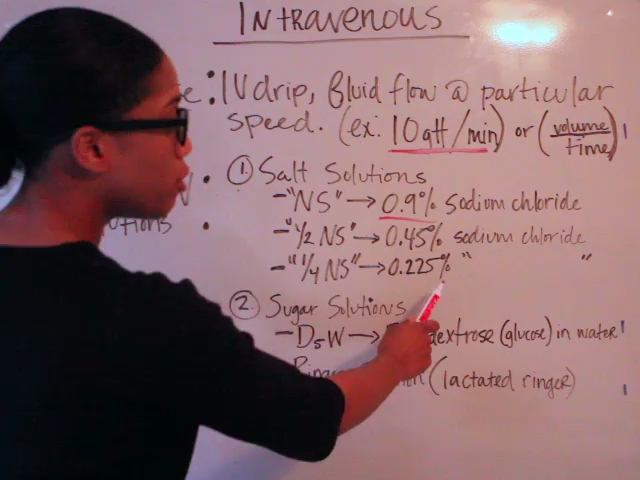 INTRAVENOUS
: IV drip, fluid flow @ particular
speed. (ex: 10gtt/min) or (volume/time)
① Salt Solutions
- "NS" → 0.9% sodium chloride
- "1/2 NS" → 0.45% sodium chloride
- "1/4 NS" → 0.225% " "
② Sugar Solutions
- D5W → dextrose (glucose) in water
(lactated ringer)